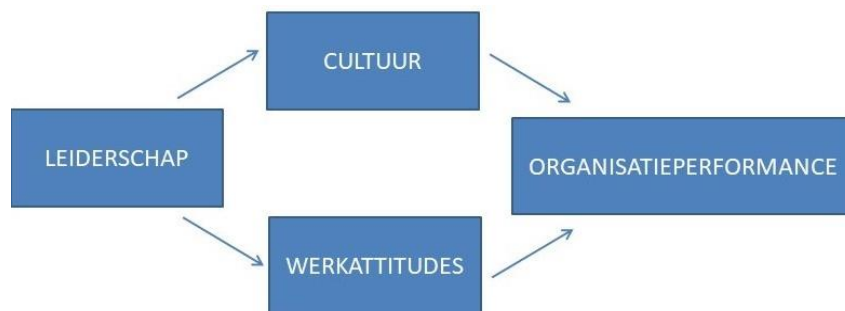 CULTUUR
LEIDERSCHAP
ORGANISATIEPERFORMANCE
WERKATTITUDES